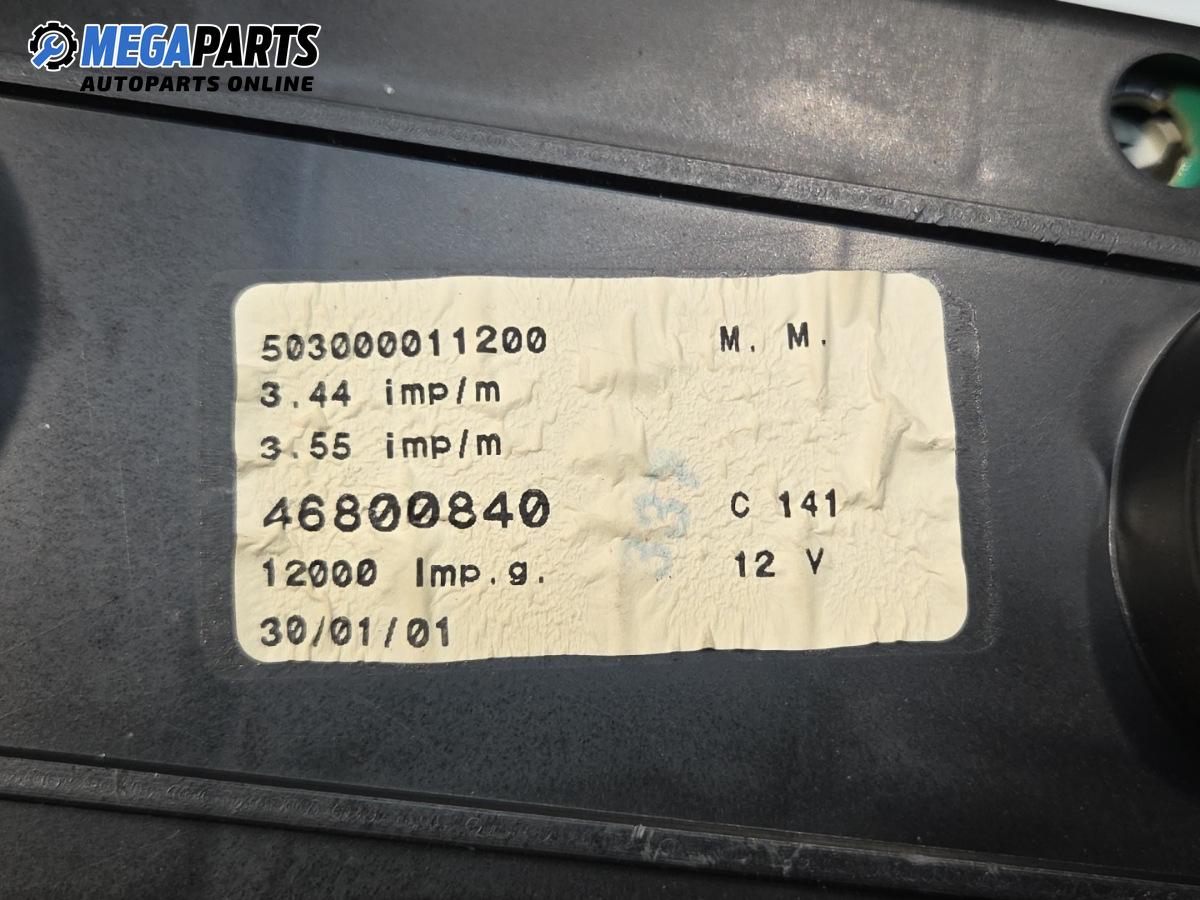 MEGAPARTS
AUTOPARTS ONLINE
503000011200 M. M.
3.44 imp/m
3.55 imp/m
46800840 C 141
12000 Imp.g. 12 V
30/01/01